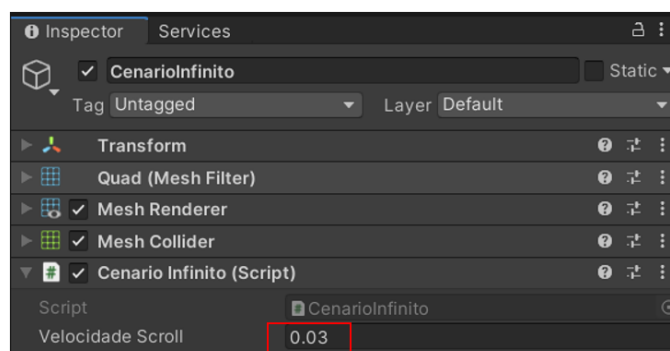 Inspector Services
CenarioInfinito Static
Tag Untagged Layer Default
Transform
Quad (Mesh Filter)
Mesh Renderer
Mesh Collider
# Cenario Infinito (Script)
Script # CenarioInfinito
Velocidade Scroll 0.03